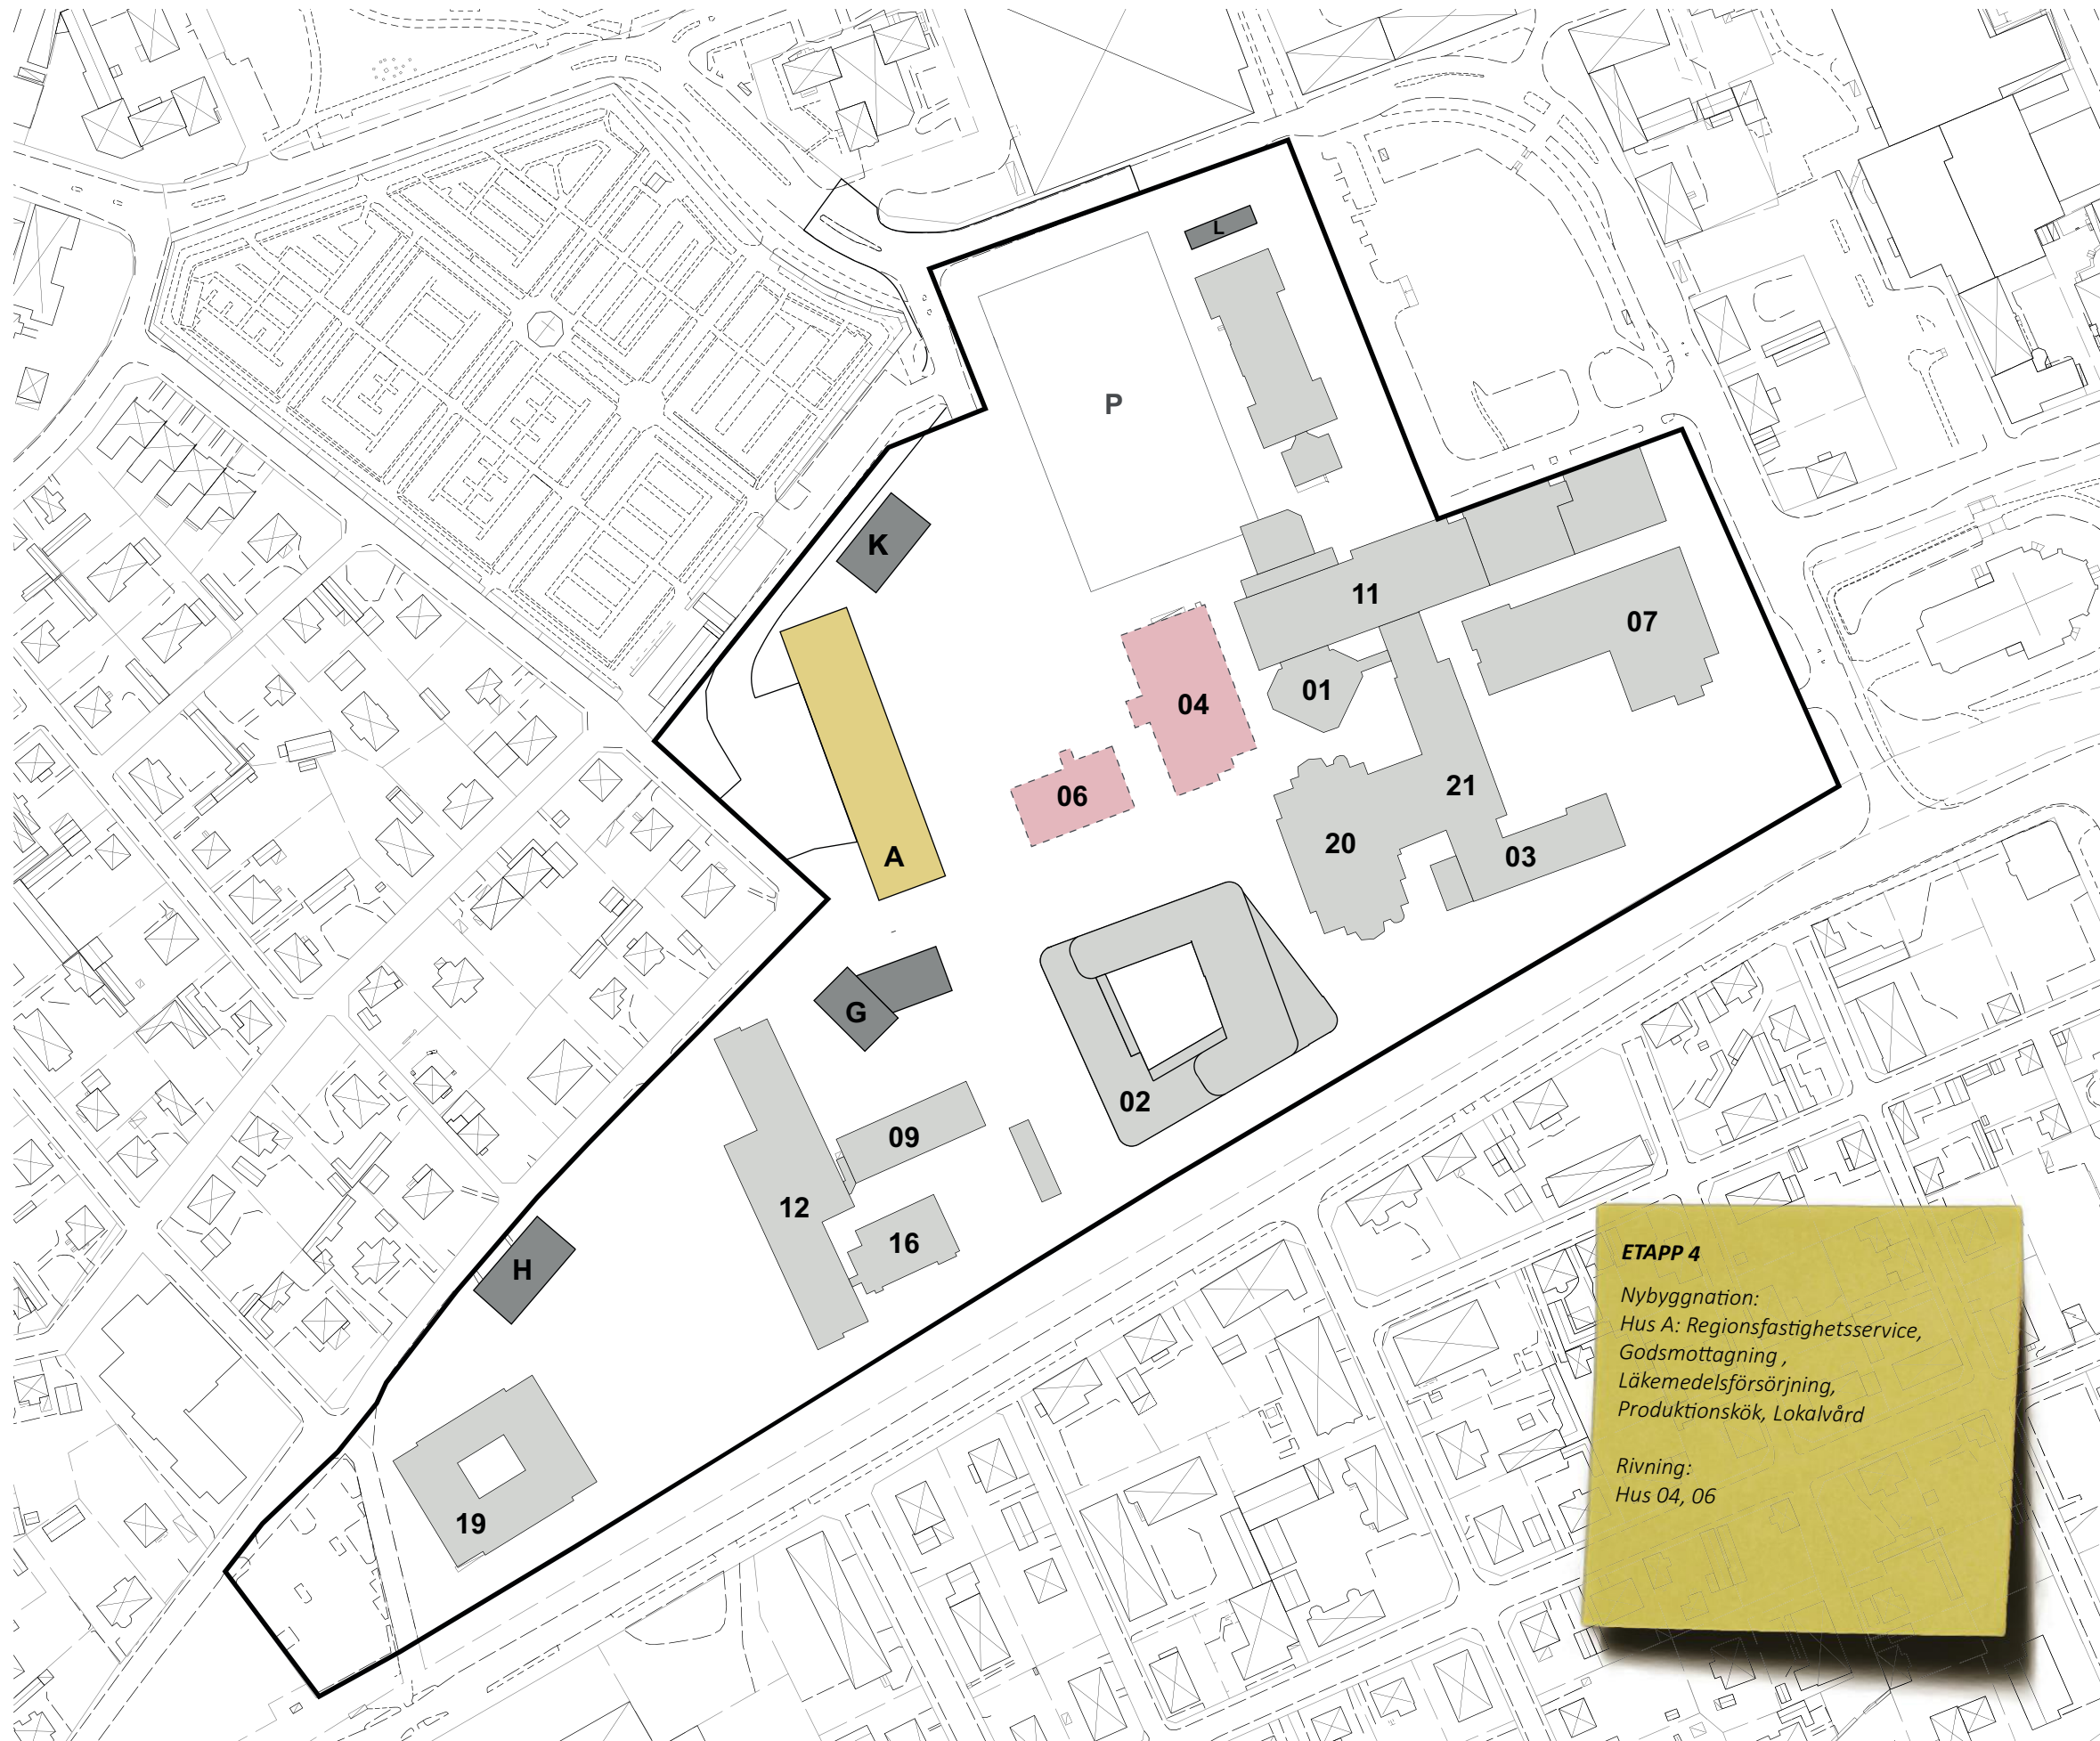 L
P
K
11
07
01
04
06
21
A
20
03
G
02
09
12
16
H
19
ETAPP 4
Nybyggnation:
Hus A: Regionsfastighetsservice,
Godsmottagning ,
Läkemedelsförsörjning,
Produktionskök, Lokalvård
Rivning:
Hus 04, 06